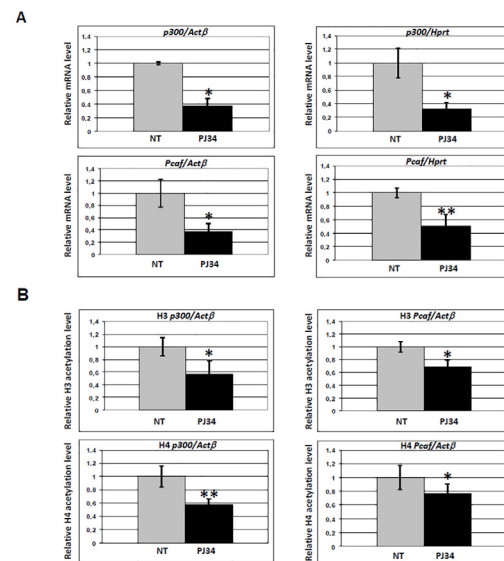 A
p300/Actβ
Relative mRNA level
1,4
1,2
1
0,8
0,6
0,4
0,2
0
*
NT PJ34
p300/Hprt
Relative mRNA level
1,4
1,2
1
0,8
0,6
0,4
0,2
0
*
NT PJ34
Pcaf/Actβ
Relative mRNA level
1,4
1,2
1
0,8
0,6
0,4
0,2
0
*
NT PJ34
Pcaf/Hprt
Relative mRNA level
1,4
1,2
1
0,8
0,6
0,4
0,2
0
**
NT PJ34
B
H3 p300/Actβ
Relative H3 acetylation level
1,4
1,2
1
0,8
0,6
0,4
0,2
0
*
NT PJ34
H3 Pcaf/Actβ
Relative H3 acetylation level
1,4
1,2
1
0,8
0,6
0,4
0,2
0
*
NT PJ34
H4 p300/Actβ
Relative H4 acetylation level
1,4
1,2
1
0,8
0,6
0,4
0,2
0
**
NT PJ34
H4 Pcaf/Actβ
Relative H4 acetylation level
1,4
1,2
1
0,8
0,6
0,4
0,2
0
*
NT PJ34